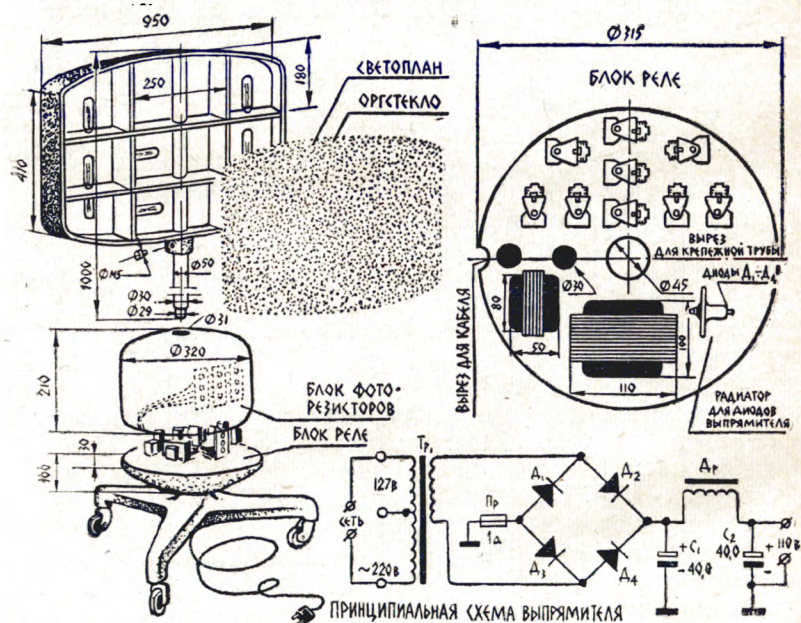 950
180
250
410
1000
СВЕТОПЛАН
ОРГСТЕКЛО
Ø50
Ø30
Ø29
Ø31
Ø320
210
БЛОК ФОТО-
РЕЗИСТОРОВ
БЛОК РЕЛЕ
30
100
Ø315
БЛОК РЕЛЕ
ВЫРЕЗ
ДЛЯ КРЕПЕЖНОЙ ТРУБЫ
ДИОДЫ Д₁÷Д₄
Ø30
Ø45
80
50
100
110
ВЫРЕЗ ДЛЯ КАБЕЛЯ
РАДИАТОР
ДЛЯ ДИОДОВ
ВЫПРЯМИТЕЛЯ
Тр₁
127в
СЕТЬ
~220в
Пр
1а
Д₁
Д₂
Д₃
Д₄
Др
+C₁
-40,0
C₂
40,0
+
-
110в
ПРИНЦИПИАЛЬНАЯ СХЕМА ВЫПРЯМИТЕЛЯ